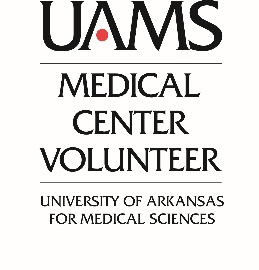 UAMS
MEDICAL
CENTER
VOLUNTEER
UNIVERSITY OF ARKANSAS
FOR MEDICAL SCIENCES